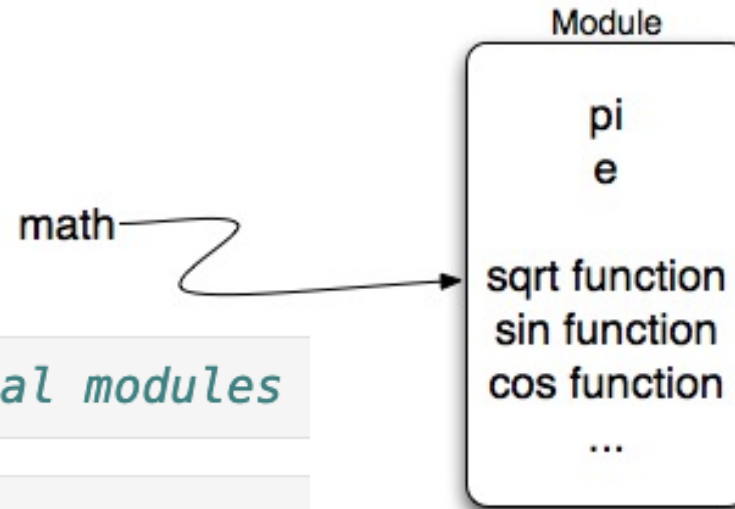 Module
pi
e
math
sqrt function
sin function
cos function
...
al modules